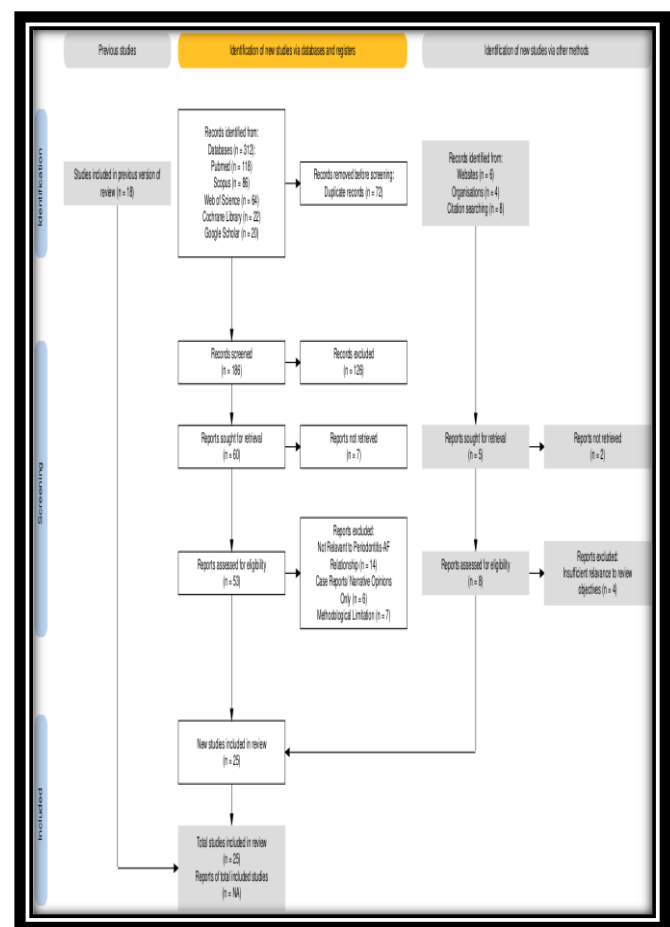 Previous studies
Identification of new studies via databases and registers
Identification of new studies via other methods
Identification
Studies included in previous version of
review (n = 18)
Records identified from:
Databases (n = 312):
Pubmed (n = 118)
Scopus (n = 86)
Web of Science (n = 64)
Cochrane Library (n = 22)
Google Scholar (n = 20)
Records removed before screening:
Duplicate records (n = 72)
Records identified from:
Websites (n = 6)
Organisations (n = 4)
Citation searching (n = 8)
Screening
Records screened
(n = 186)
Records excluded
(n = 126)
Reports sought for retrieval
(n = 60)
Reports not retrieved
(n = 7)
Reports sought for retrieval
(n = 5)
Reports not retrieved
(n = 2)
Reports assessed for eligibility
(n = 53)
Reports excluded:
Not Relavant to Periodontitis-AF
Relationship (n = 14)
Case Reports/ Narrative Opinions
Only (n = 6)
Methodological Limitation (n = 7)
Reports assessed for eligibility
(n = 8)
Reports excluded:
Insufficient relevance to review
objectives (n = 4)
Included
New studies included in review
(n = 25)
Total studies included in review
(n = 25)
Reports of total included studies
(n = NA)